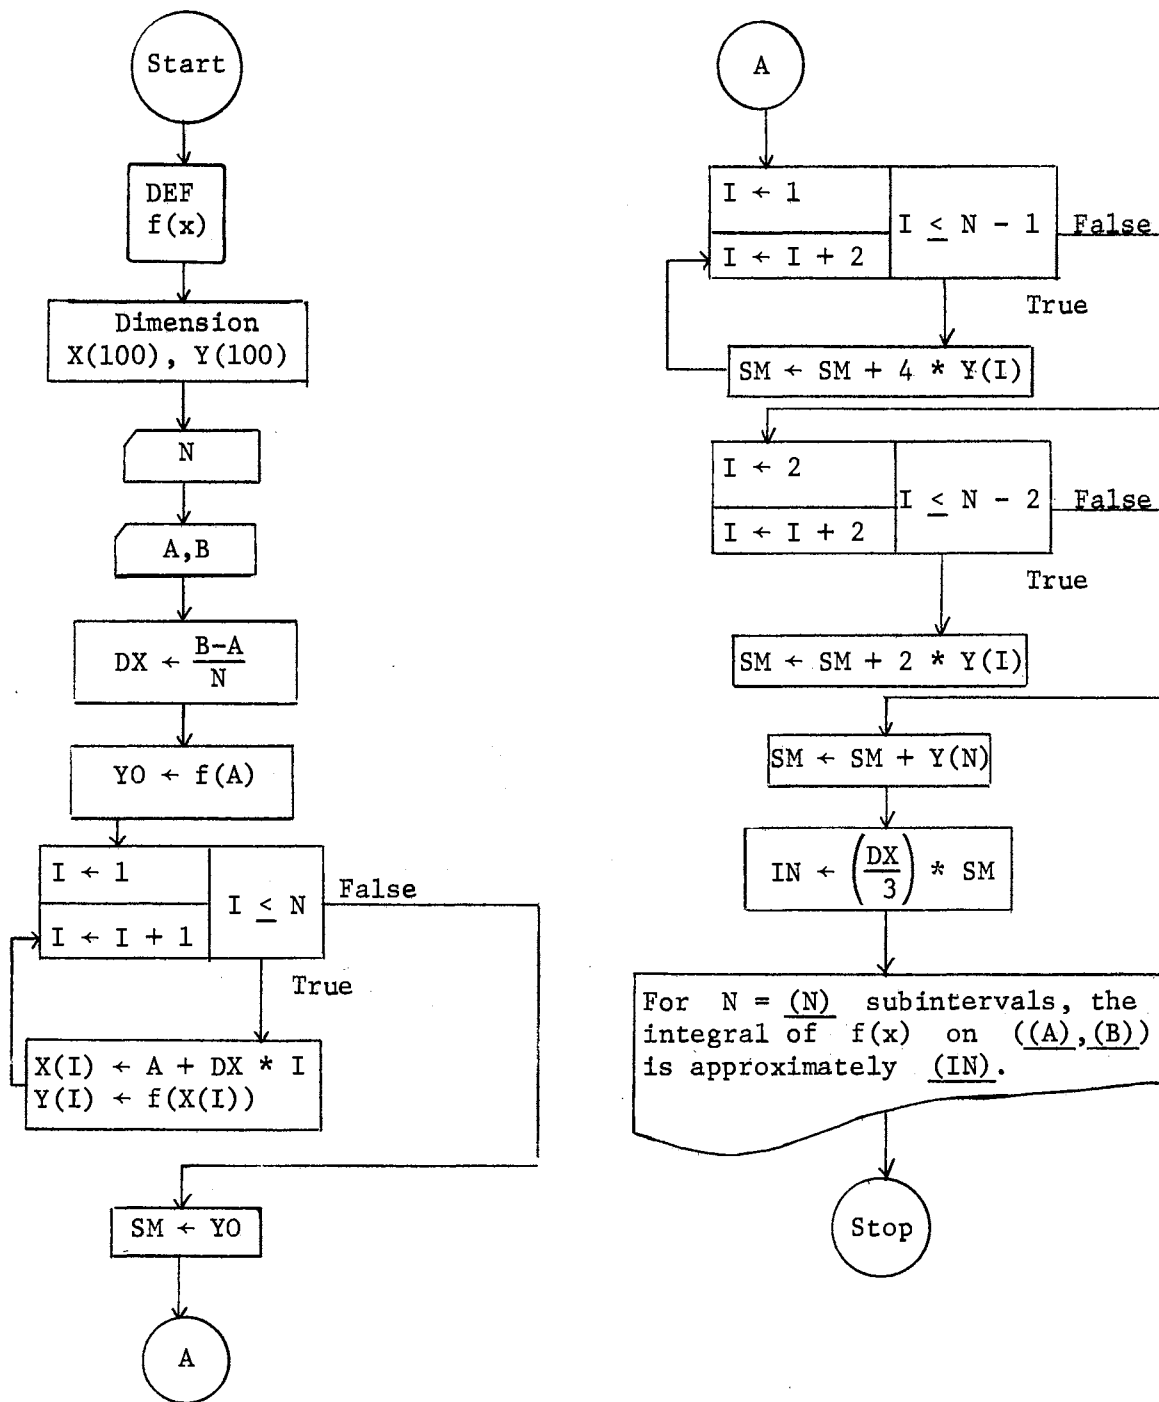 Start
DEF
f(x)
Dimension
X(100), Y(100)
N
A,B
DX ← B-A
N
YO ← f(A)
I ← 1
I ← I + 1
I ≤ N
False
True
X(I) ← A + DX * I
Y(I) ← f(X(I))
SM ← YO
A
A
I ← 1
I ← I + 2
I ≤ N - 1
False
True
SM ← SM + 4 * Y(I)
I ← 2
I ← I + 2
I ≤ N - 2
False
True
SM ← SM + 2 * Y(I)
SM ← SM + Y(N)
IN ← (DX/3) * SM
For N = (N) subintervals, the
integral of f(x) on ((A),(B))
is approximately (IN).
Stop